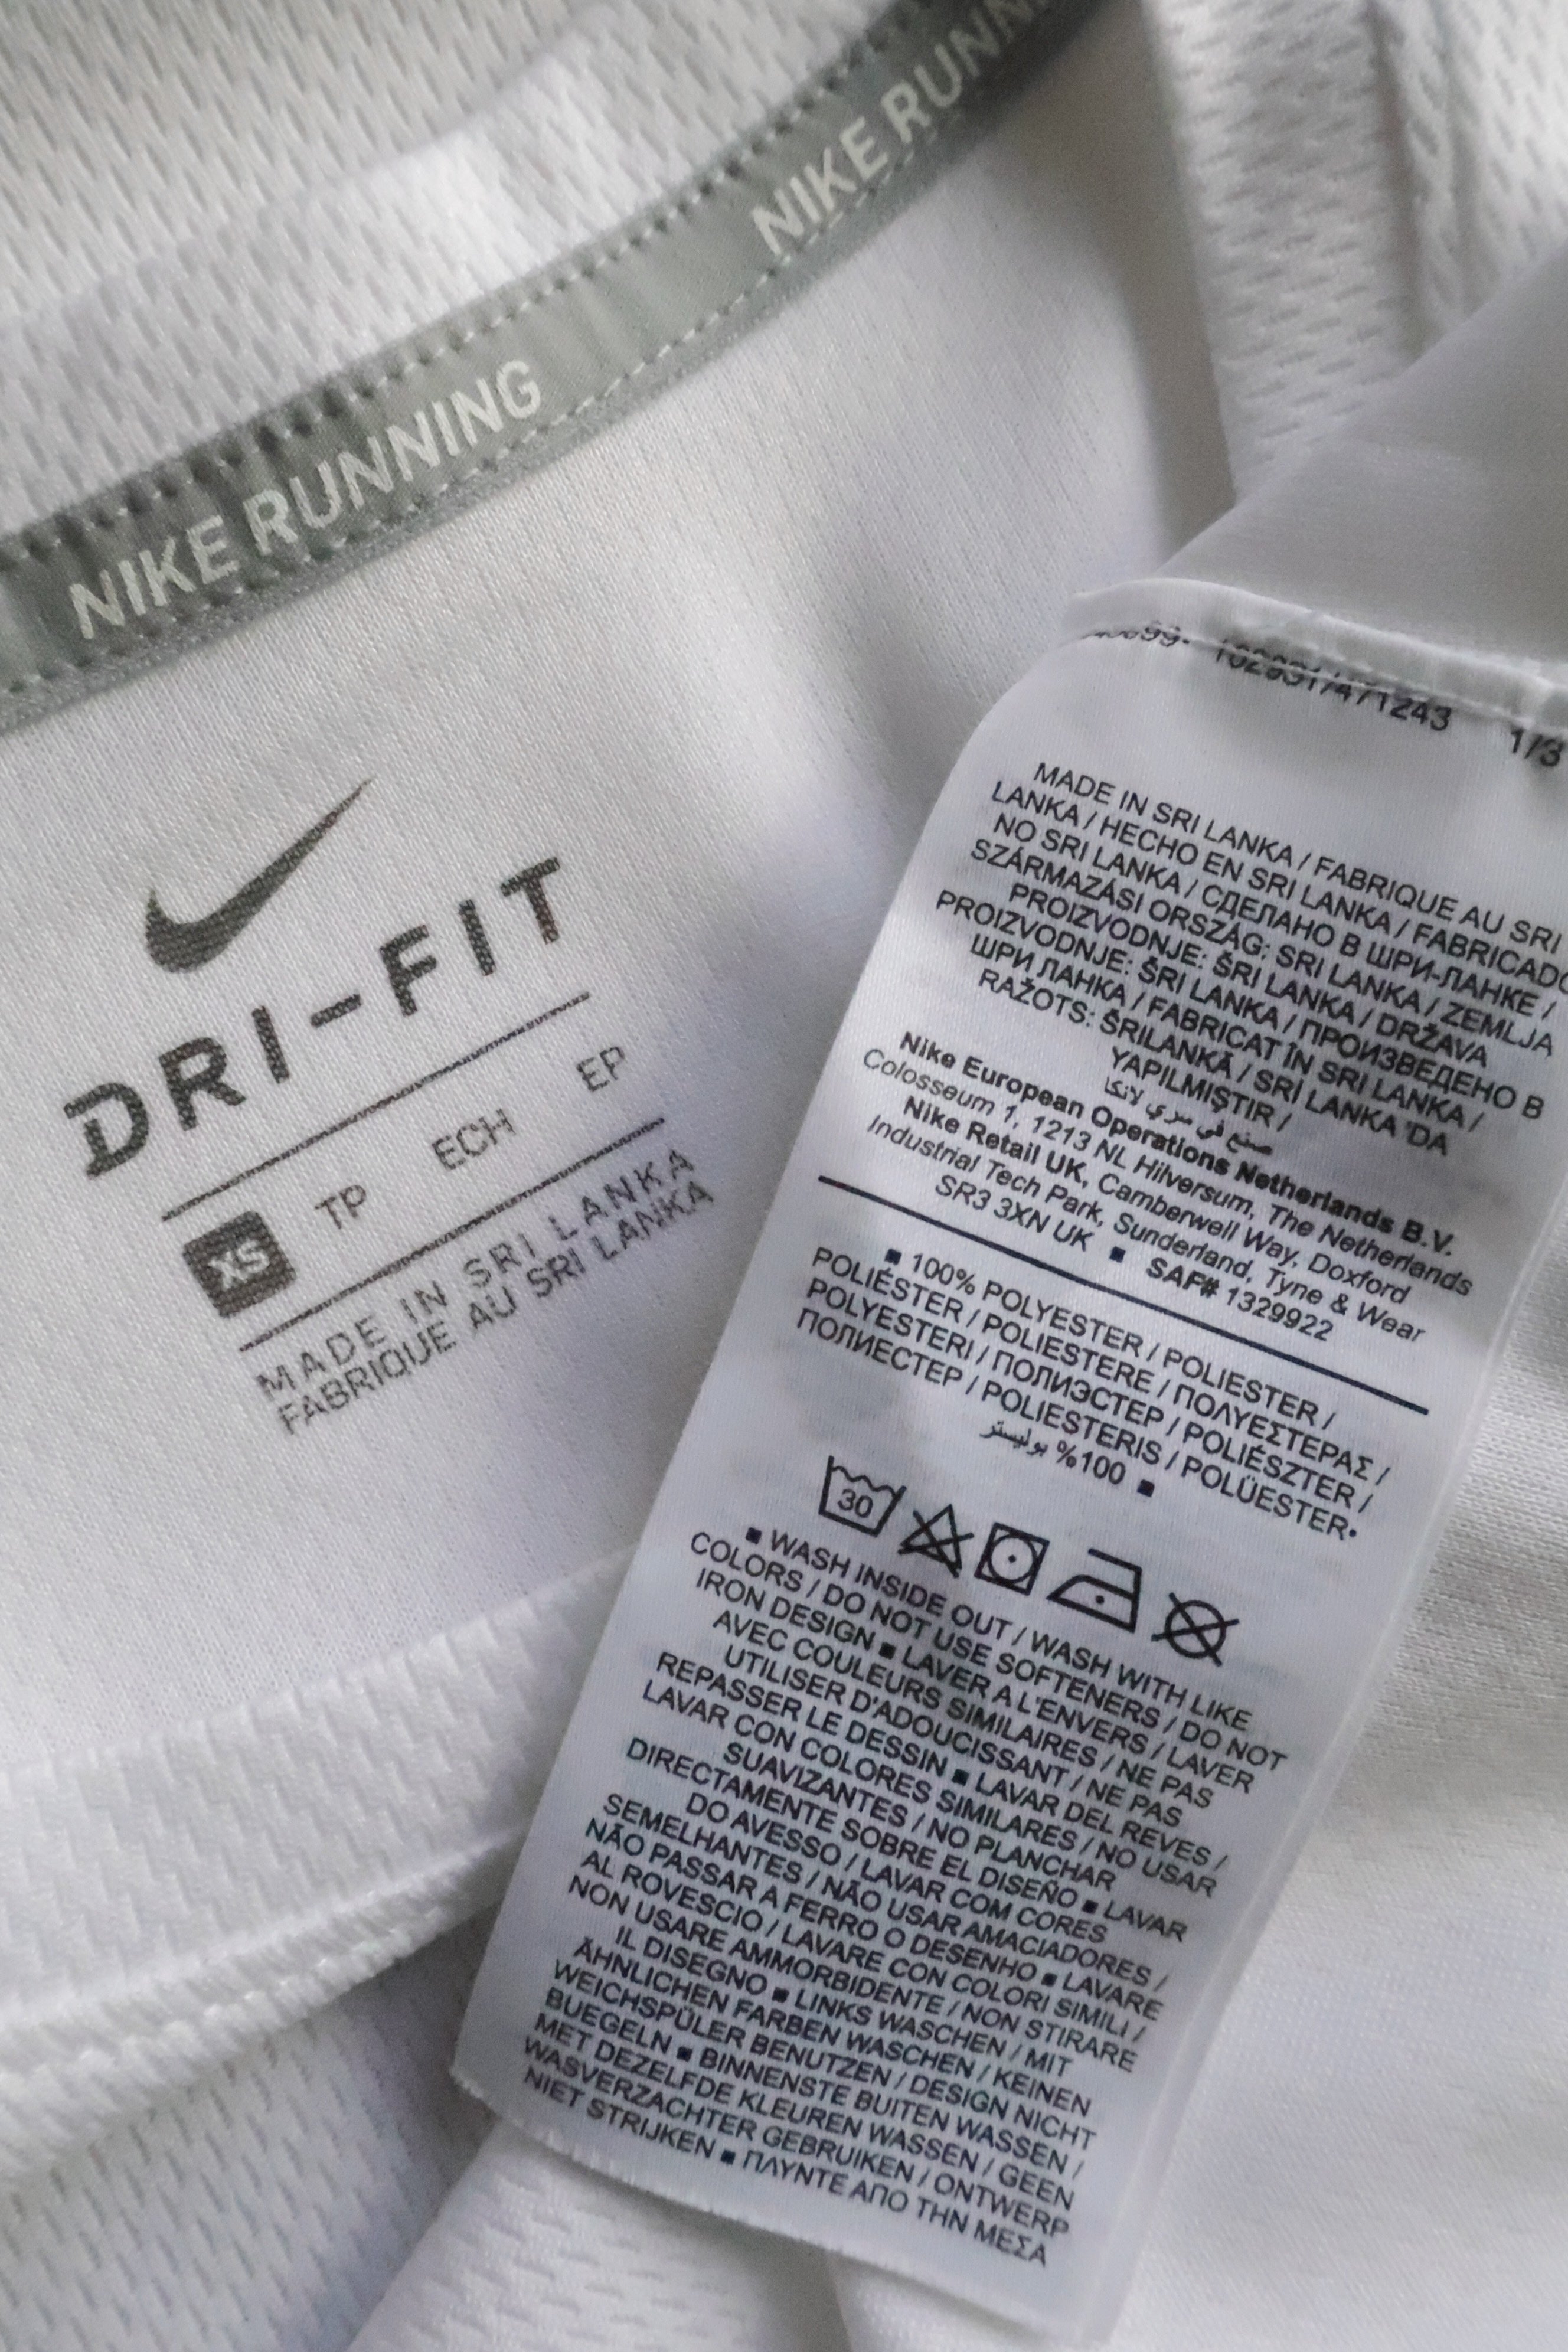 NIKE RUNNING
NIKE RUNNING
DRI-FIT
XS TP ECH EP
MADE IN SRI LANKA
FABRIQUE AU SRI LANKA
1/3
MADE IN SRI LANKA / FABRIQUE AU SRI
LANKA / HECHO EN SRI LANKA / FABRICADO
NO SRI LANKA / СДЕЛАНО В ШРИ-ЛАНКЕ /
SZÁRMAZÁSI ORSZÁG: SRI LANKA / ZEMLJA
PROIZVODNJE: ŠRI LANKA / DRŽAVA
PROIZVODNJE: ŠRI LANKA / ПРОИЗВЕДЕНО В
ШРИ ЛАНКА / FABRICAT ÎN SRI LANKA /
RAŽOTS: ŠRILANKĀ / SRİ LANKA 'DA
YAPILMIŞTIR /
صنع في سري لانكا
Nike European Operations Netherlands B.V.
Colosseum 1, 1213 NL Hilversum, The Netherlands
Nike Retail UK, Camberwell Way, Doxford
Industrial Tech Park, Sunderland, Tyne & Wear
SR3 3XN UK ■ SAF# 1329922
■ 100% POLYESTER / POLIESTER /
POLIÉSTER / POLIESTERE / ΠΟΛΥΕΣΤΕΡΑΣ /
POLYESTERI / ПОЛИЭСТЕР / POLIÉSZTER /
ПОЛИЕСТЕР / POLIESTERIS / POLÜESTER•
%100 بوليستر ■
30
■ WASH INSIDE OUT / WASH WITH LIKE
COLORS / DO NOT USE SOFTENERS / DO NOT
IRON DESIGN ■ LAVER A L'ENVERS / LAVER
AVEC COULEURS SIMILAIRES / NE PAS
UTILISER D'ADOUCISSANT / NE PAS
REPASSER LE DESSIN ■ LAVAR DEL REVES /
LAVAR CON COLORES SIMILARES / NO USAR
SUAVIZANTES / NO PLANCHAR
DIRECTAMENTE SOBRE EL DISEÑO ■ LAVAR
DO AVESSO / LAVAR COM CORES
SEMELHANTES / NÃO USAR AMACIADORES /
NÃO PASSAR A FERRO O DESENHO ■ LAVARE
AL ROVESCIO / LAVARE CON COLORI SIMILI /
NON USARE AMMORBIDENTE / NON STIRARE
IL DISEGNO ■ LINKS WASCHEN / MIT
ÄHNLICHEN FARBEN WASCHEN / KEINEN
WEICHSPÜLER BENUTZEN / DESIGN NICHT
BUEGELN ■ BINNENSTE BUITEN WASSEN /
MET DEZELFDE KLEUREN WASSEN / GEEN
WASVERZACHTER GEBRUIKEN / ONTWERP
NIET STRIJKEN ■ ΠΛΥΝΤΕ ΑΠΟ ΤΗΝ ΜΕΣΑ